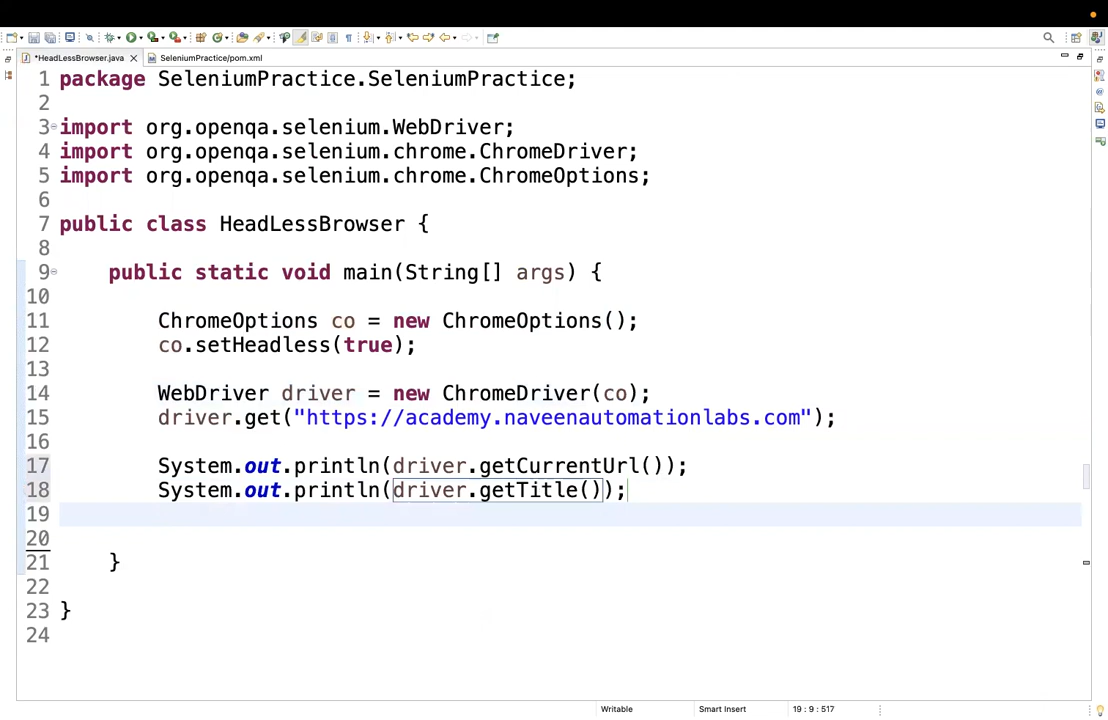 *HeadLessBrowser.java
SeleniumPractice/pom.xml
1 package SeleniumPractice.SeleniumPractice;
2
3 import org.openqa.selenium.WebDriver;
4 import org.openqa.selenium.chrome.ChromeDriver;
5 import org.openqa.selenium.chrome.ChromeOptions;
6
7 public class HeadLessBrowser {
8
9 public static void main(String[] args) {
10
11 ChromeOptions co = new ChromeOptions();
12 co.setHeadless(true);
13
14 WebDriver driver = new ChromeDriver(co);
15 driver.get("https://academy.naveenautomationlabs.com");
16
17 System.out.println(driver.getCurrentUrl());
18 System.out.println(driver.getTitle());
19
20
21 }
22
23 }
24
Writable Smart Insert 19 : 9 : 517